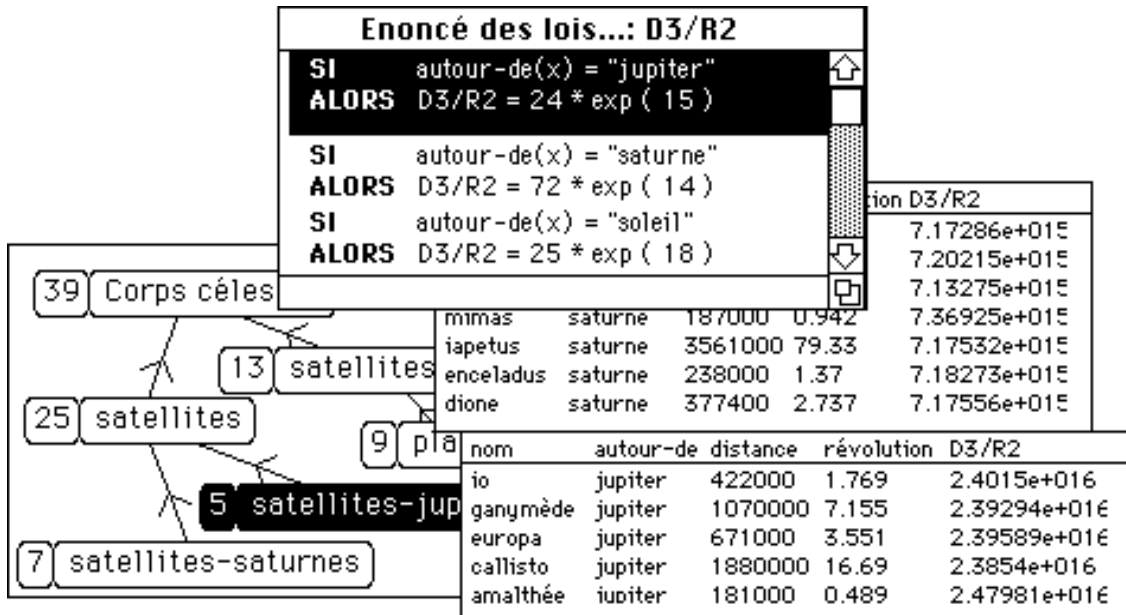 Enoncé des lois...: D3/R2
SI autour-de(x) = "jupiter"
ALORS D3/R2 = 24 * exp ( 15 )
SI autour-de(x) = "saturne"
ALORS D3/R2 = 72 * exp ( 14 )
SI autour-de(x) = "soleil"
ALORS D3/R2 = 25 * exp ( 18 )
D3/R2
7.17286e+015
7.20215e+015
7.13275e+015
mimas saturne 187000 0.942 7.36925e+015
iapetus saturne 3561000 79.33 7.17532e+015
enceladus saturne 238000 1.37 7.18273e+015
dione saturne 377400 2.737 7.17556e+015
39 Corps
13 satellites
25 satellites
9
5 satellites-jup
7 satellites-saturnes
nom autour-de distance révolution D3/R2
io jupiter 422000 1.769 2.4015e+016
ganymède jupiter 1070000 7.155 2.39294e+016
europa jupiter 671000 3.551 2.39589e+016
callisto jupiter 1880000 16.69 2.3854e+016
amalthée jupiter 181000 0.489 2.47981e+016